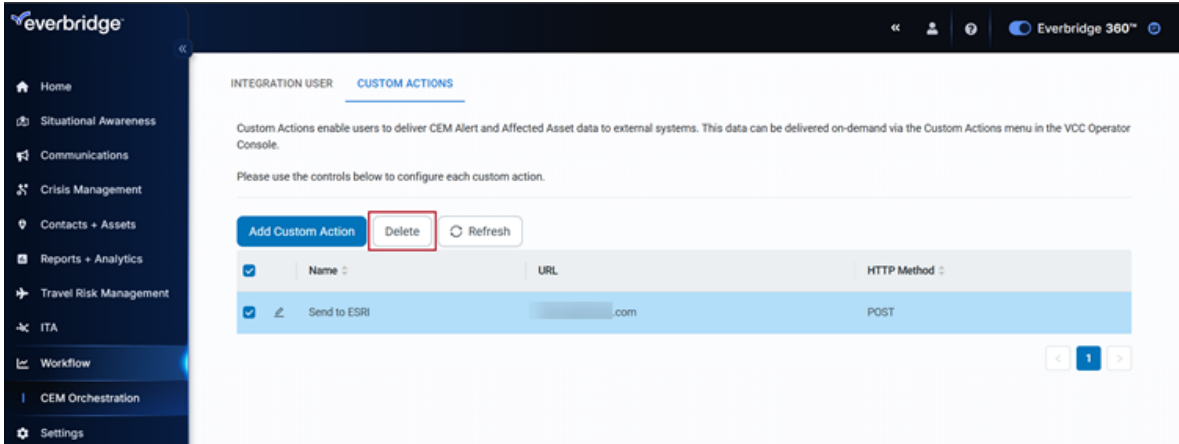 everbridge
Everbridge 360™
Home
Situational Awareness
Communications
Crisis Management
Contacts + Assets
Reports + Analytics
Travel Risk Management
ITA
Workflow
CEM Orchestration
Settings
INTEGRATION USER CUSTOM ACTIONS
Custom Actions enable users to deliver CEM Alert and Affected Asset data to external systems. This data can be delivered on-demand via the Custom Actions menu in the VCC Operator
Console.
Please use the controls below to configure each custom action.
Add Custom Action Delete Refresh
Name URL HTTP Method
Send to ESRI .com POST
1